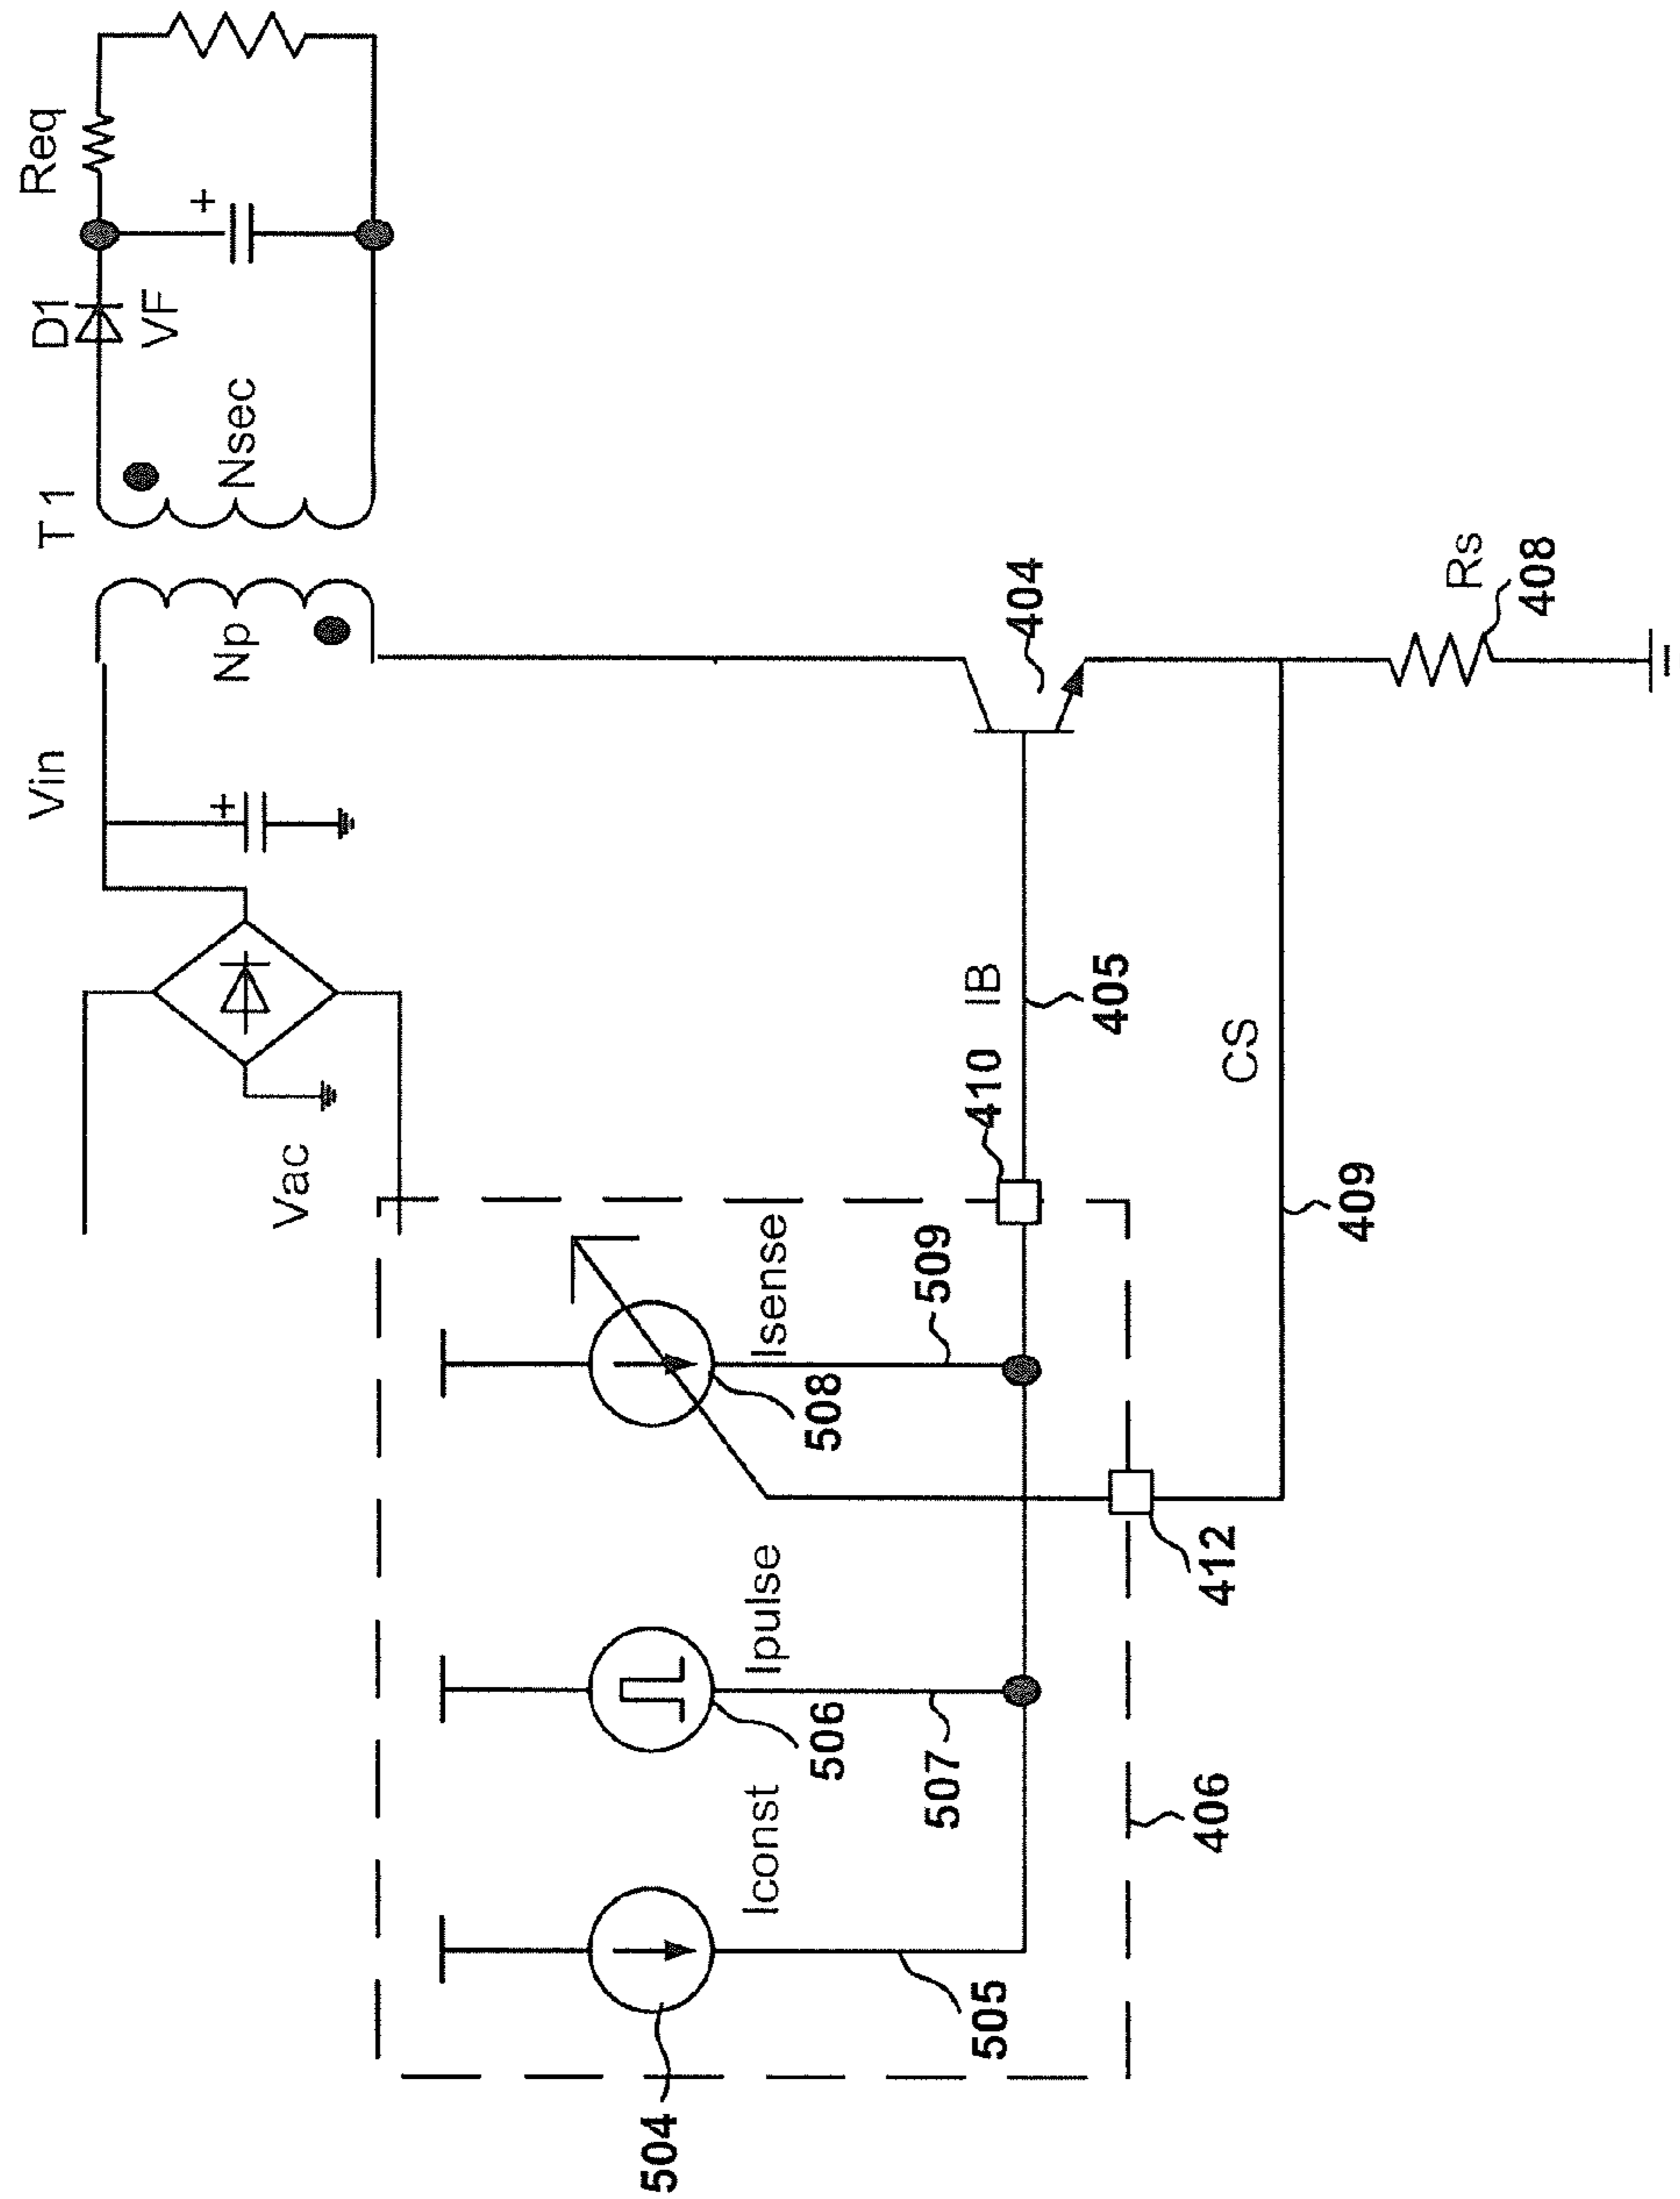 Vac
Vin
Np
T1
Nsec
D1
VF
+
+
Req
504
Iconst
505
506
Ipulse
507
508
Isense
509
410
IB
405
404
406
412
CS
409
Rs
408